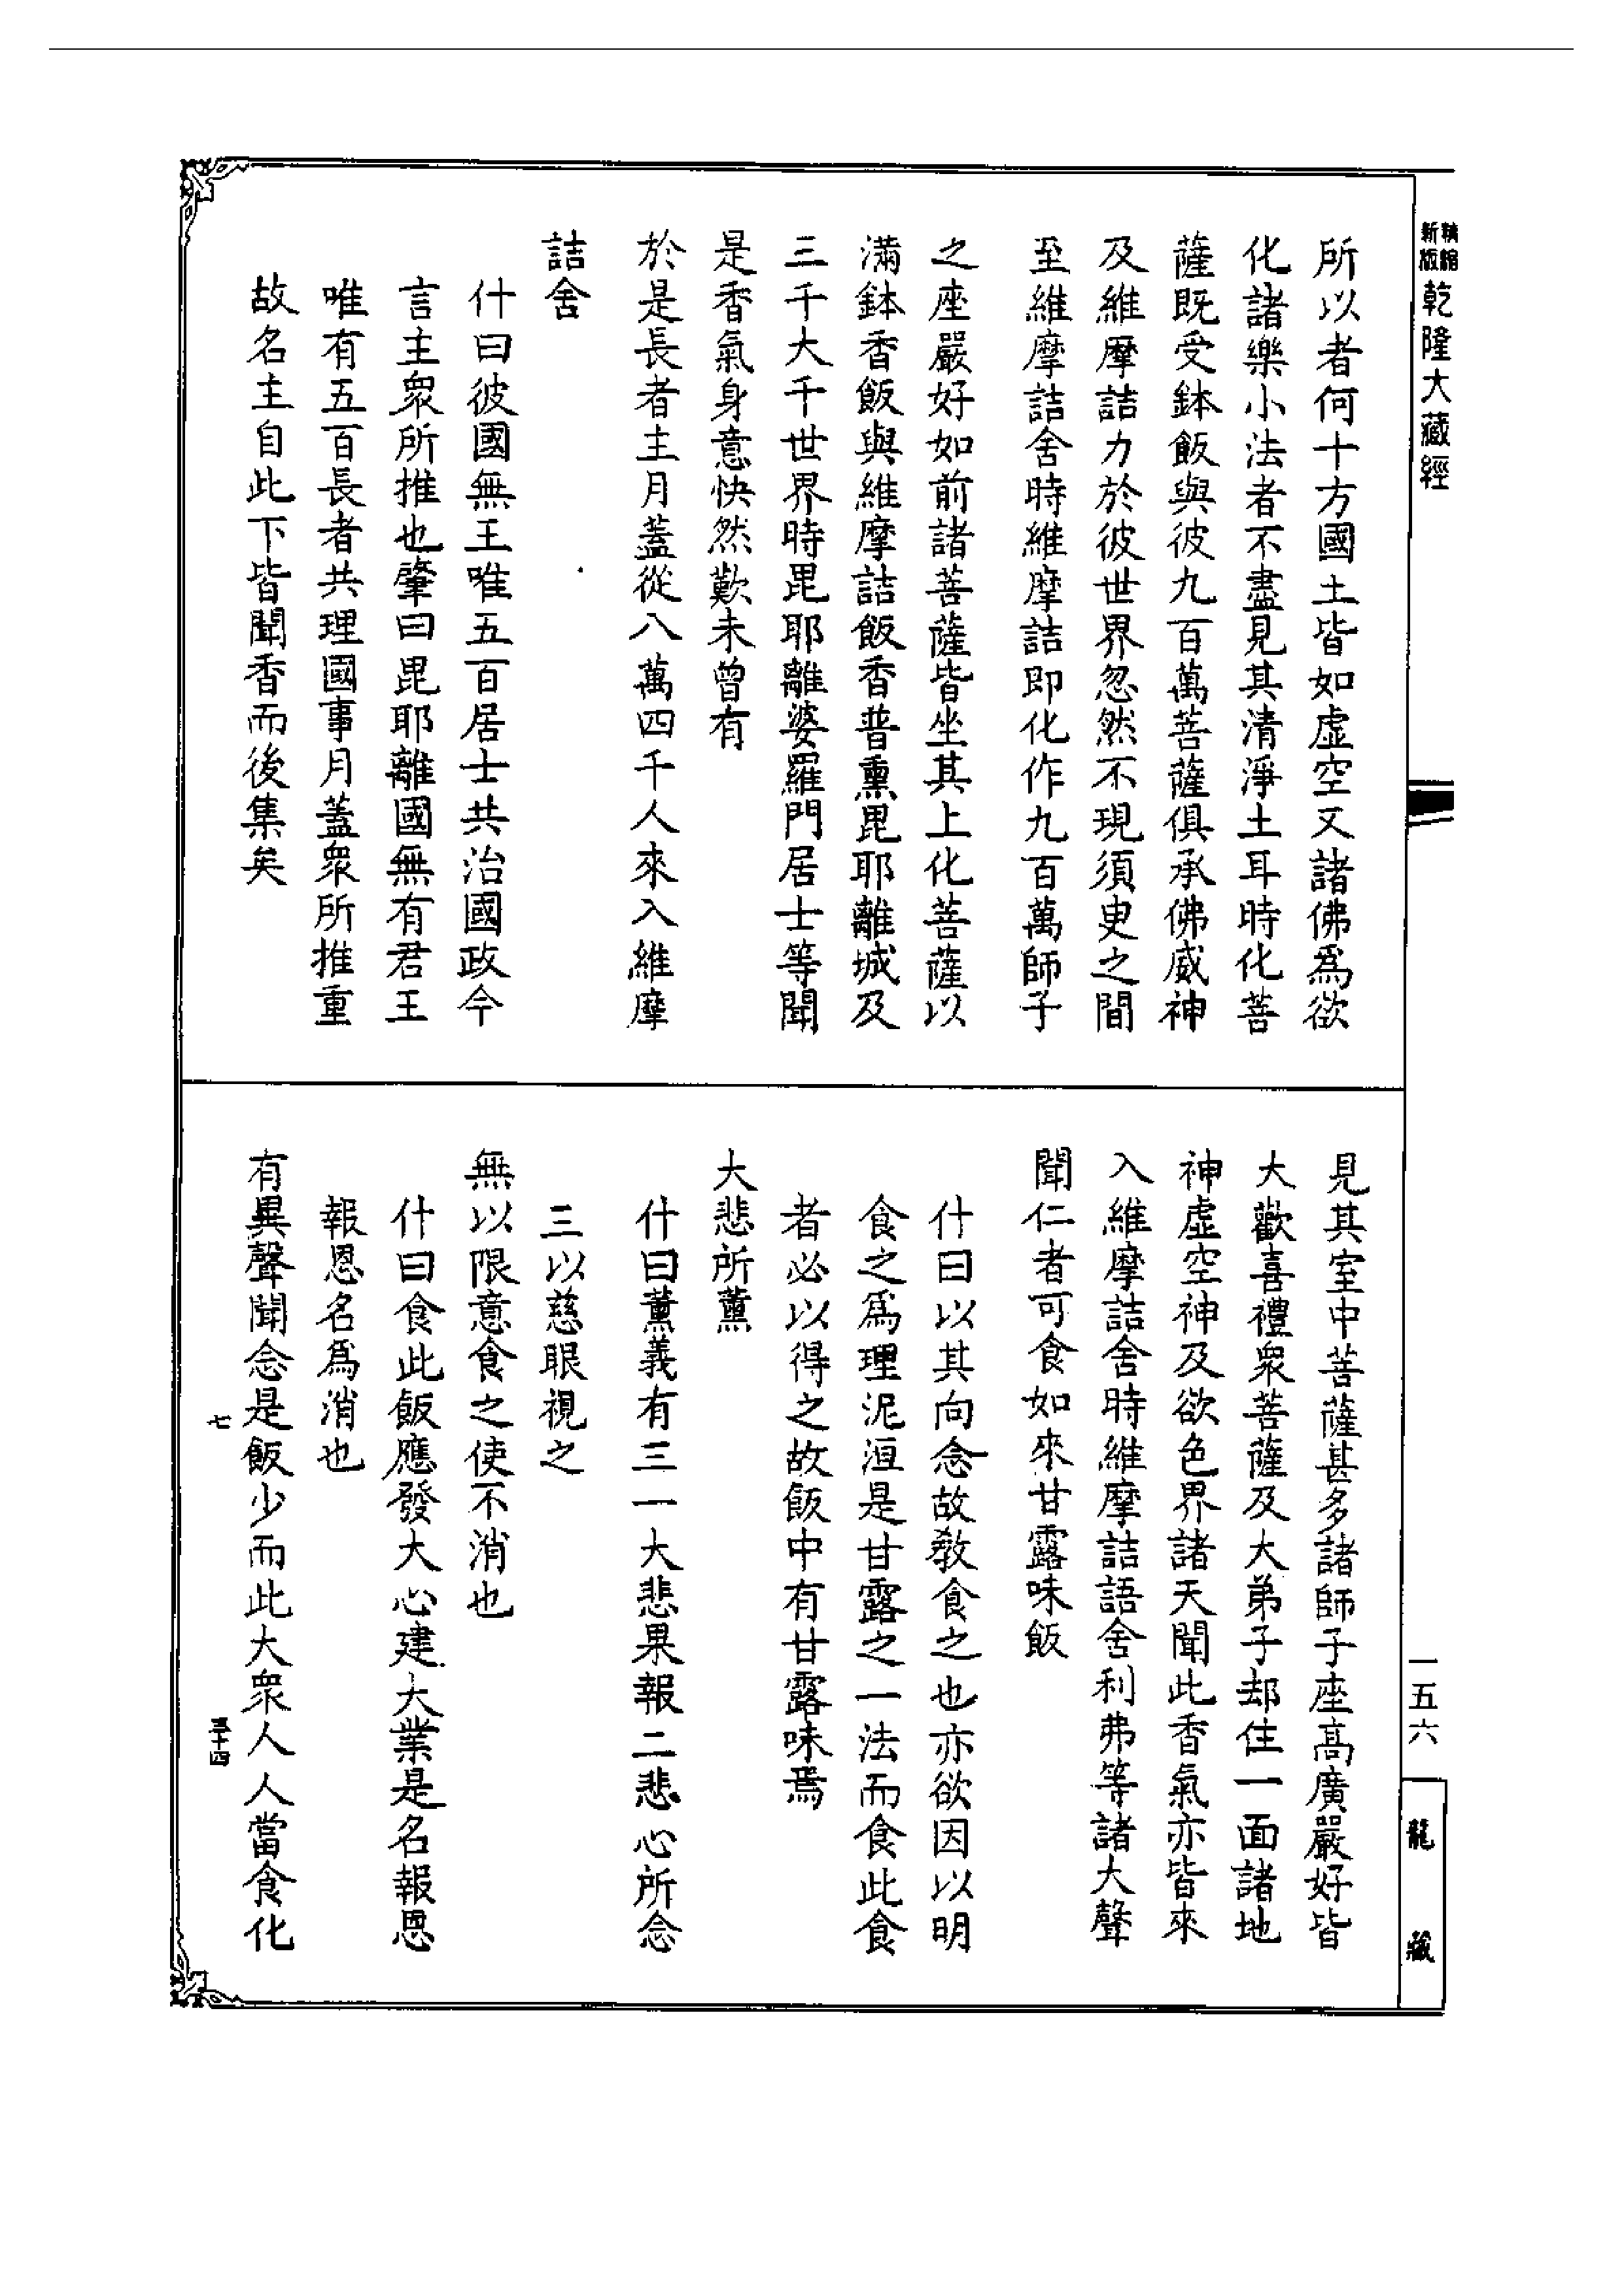 精縮
新版
乾隆大藏經
一五六
龍藏
所以者何十方國土皆如虛空又諸佛爲欲
化諸樂小法者不盡見其清淨土耳時化菩
薩既受鉢飯與彼九百萬菩薩俱承佛威神
及維摩詰力於彼世界忽然不現須臾之間
至維摩詰舍時維摩詰即化作九百萬師子
之座嚴好如前諸菩薩皆坐其上化菩薩以
滿鉢香飯與維摩詰飯香普熏毘耶離城及
三千大千世界時毘耶離婆羅門居士等聞
是香氣身意快然歎未曾有
於是長者主月蓋從八萬四千人來入維摩
詰舍
什曰彼國無王唯五百居士共治國政今
言主衆所推也肇曰毘耶離國無有君王
唯有五百長者共理國事月蓋衆所推重
故名主自此下皆聞香而後集矣
見其室中菩薩甚多諸師子座高廣嚴好皆
大歡喜禮衆菩薩及大弟子却住一面諸地
神虛空神及欲色界諸天聞此香氣亦皆來
入維摩詰舍時維摩詰語舍利弗等諸大聲
聞仁者可食如來甘露味飯
什曰以其向念故教食之也亦欲因以明
食之爲理泥洹是甘露之一法而食此食
者必以得之故飯中有甘露味焉
大悲所薰
什曰薰義有三一大悲果報二悲心所念
三以慈眼視之
無以限意食之使不消也
什曰食此飯應發大心建大業是名報恩
報恩名爲消也
有異聲聞念是飯少而此大衆人人當食化
七